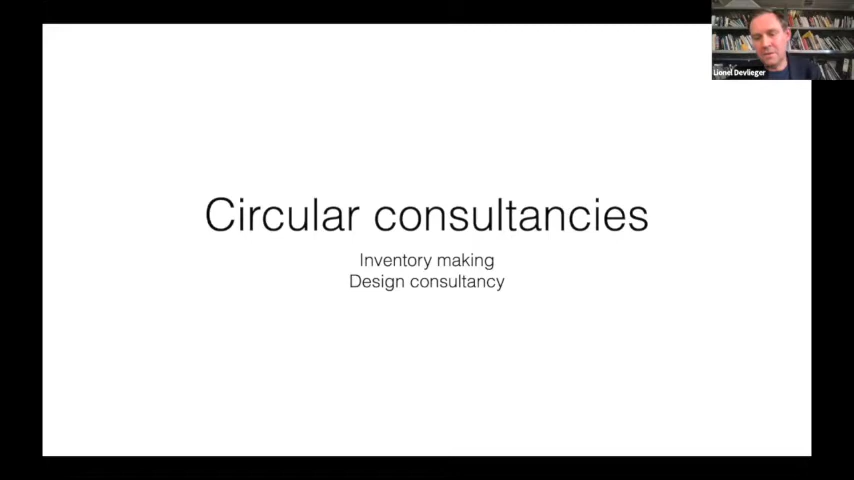 Lionel Devlieger
Circular consultancies
Inventory making
Design consultancy